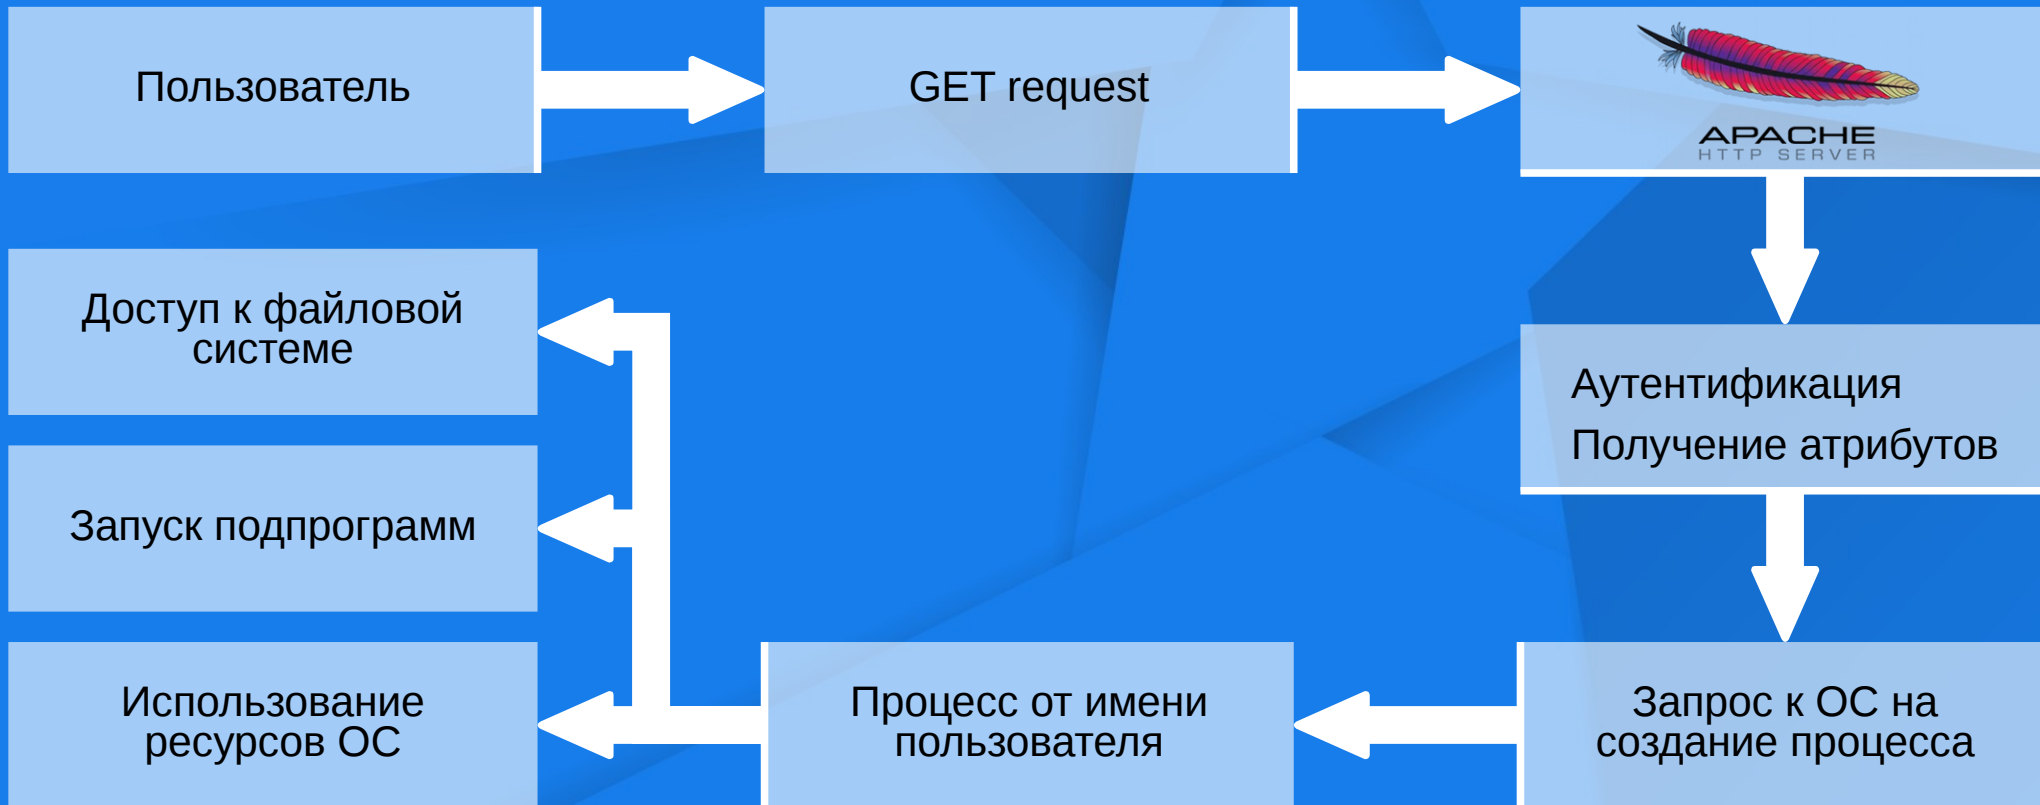 Пользователь
GET request
APACHE
HTTP SERVER
Доступ к файловой
системе
Аутентификация
Получение атрибутов
Запуск подпрограмм
Использование
ресурсов ОС
Процесс от имени
пользователя
Запрос к ОС на
создание процесса